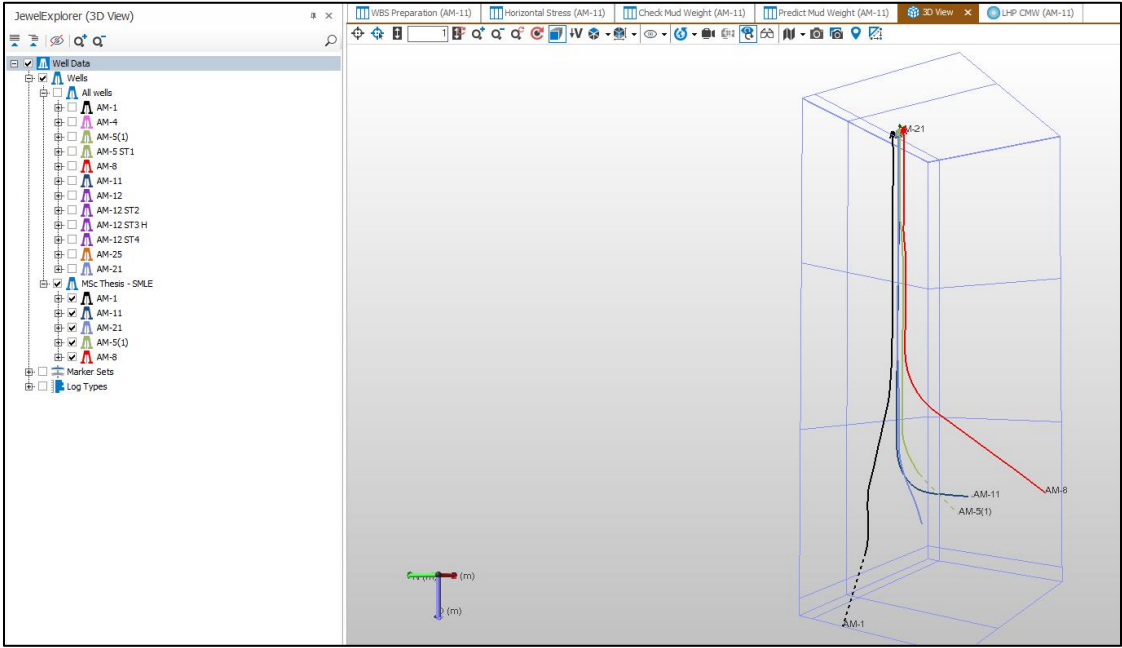 JewelExplorer (3D View)
WBS Preparation (AM-11)
Horizontal Stress (AM-11)
Check Mud Weight (AM-11)
Predict Mud Weight (AM-11)
3D View
LHP CMW (AM-11)
1
Well Data
Wells
All wells
AM-1
AM-4
AM-5(1)
AM-5 ST1
AM-8
AM-11
AM-12
AM-12 ST2
AM-12 ST3 H
AM-12 ST4
AM-25
AM-21
MSc Thesis - SMLE
AM-1
AM-11
AM-21
AM-5(1)
AM-8
Marker Sets
Log Types
M-21
AM-11
AM-8
AM-5(1)
AM-1
(m)
(m)